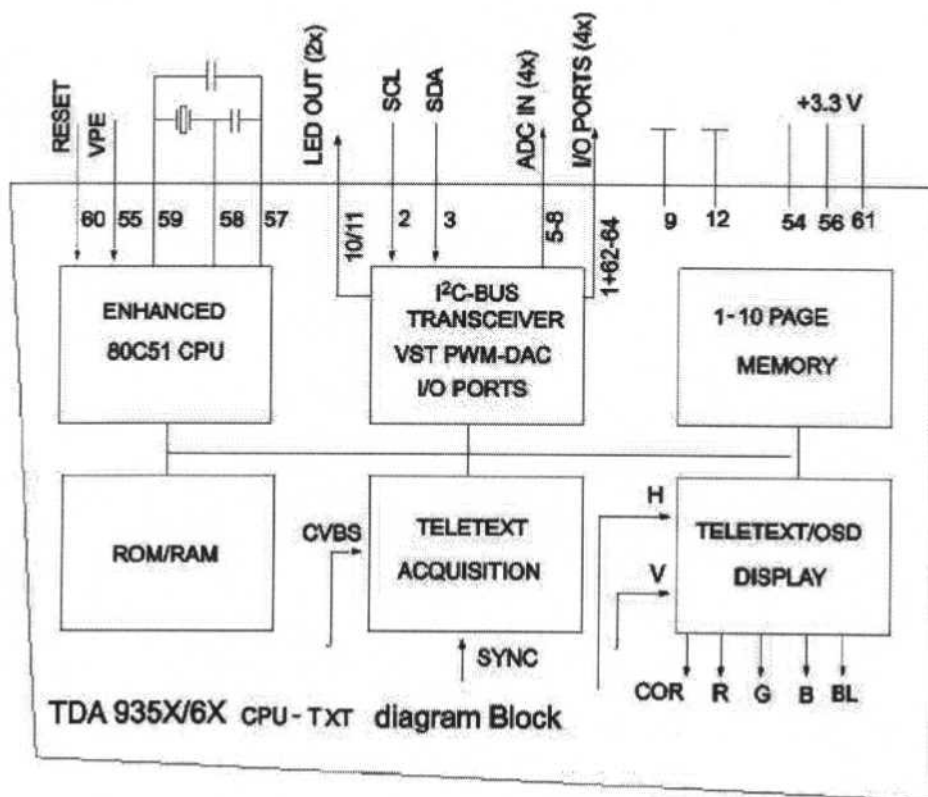 RESET
VPE
LED OUT (2x)
SCL
SDA
ADC IN (4x)
I/O PORTS (4x)
+3.3 V
60
55
59
58
57
10/11
2
3
5-8
1+62-64
9
12
54
56
61
ENHANCED
80C51 CPU
I²C-BUS
TRANSCEIVER
VST PWM-DAC
I/O PORTS
1-10 PAGE
MEMORY
ROM/RAM
CVBS
TELETEXT
ACQUISITION
SYNC
H
V
TELETEXT/OSD
DISPLAY
COR R G B BL
TDA 935X/6X CPU-TXT diagram Block